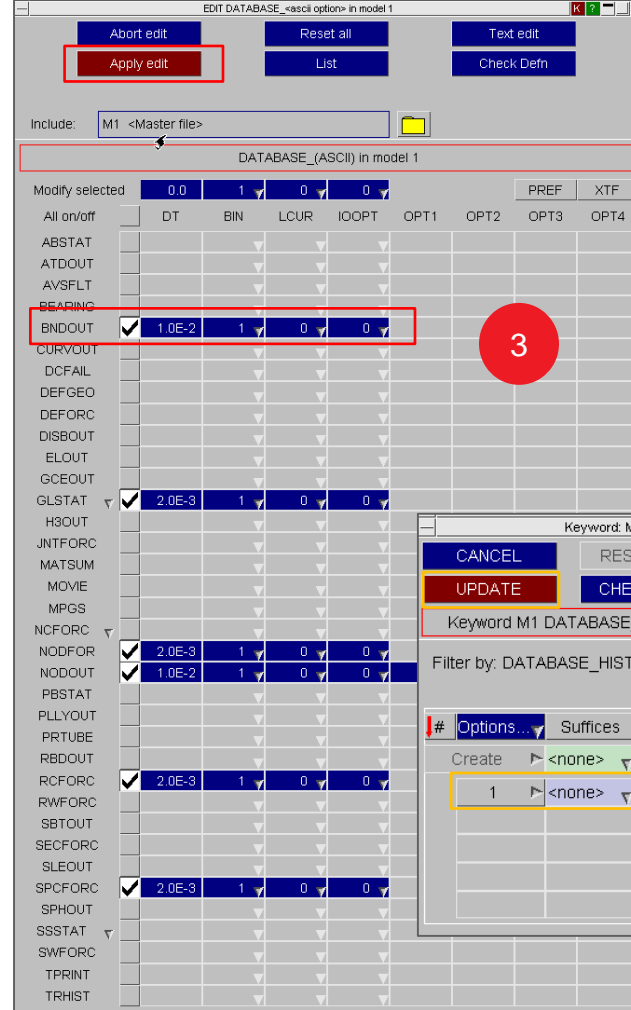 EDIT DATABASE_<ascii option> in model 1 K ?
Abort edit Reset all Text edit
Apply edit List Check Defn
Include: M1 <Master file>
DATABASE_(ASCII) in model 1
Modify selected 0.0 1 0 0 PREF XTF
All on/off DT BIN LCUR IOOPT OPT1 OPT2 OPT3 OPT4
ABSTAT
ATDOUT
AVSFLT
BEARING
BNDOUT 1.0E-2 1 0 0
3
CURVOUT
DCFAIL
DEFGEO
DEFORC
DISBOUT
ELOUT
GCEOUT
GLSTAT 2.0E-3 1 0 0
H3OUT
JNTFORC
MATSUM
MOVIE
MPGS
NCFORC
NODFOR 2.0E-3 1 0 0
NODOUT 1.0E-2 1 0 0
PBSTAT
PLLYOUT
PRTUBE
RBDOUT
RCFORC 2.0E-3 1 0 0
RWFORC
SBTOUT
SECFORC
SLEOUT
SPCFORC 2.0E-3 1 0 0
SPHOUT
SSSTAT
SWFORC
TPRINT
TRHIST
Keyword: M
CANCEL RES
UPDATE CHE
Keyword M1 DATABASE
Filter by: DATABASE_HIST
# Options... Suffices
Create <none>
1 <none>